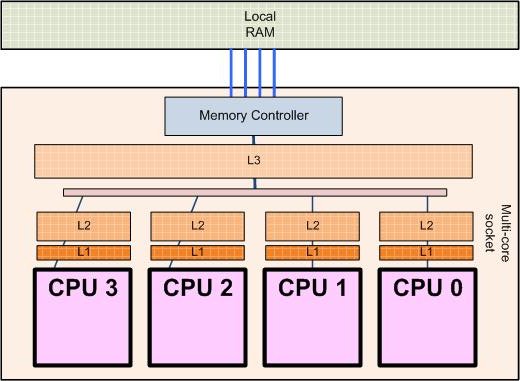 Local
RAM
Memory Controller
L3
L2
L2
L2
L2
L1
L1
L1
L1
CPU 3
CPU 2
CPU 1
CPU 0
Multi-core
socket